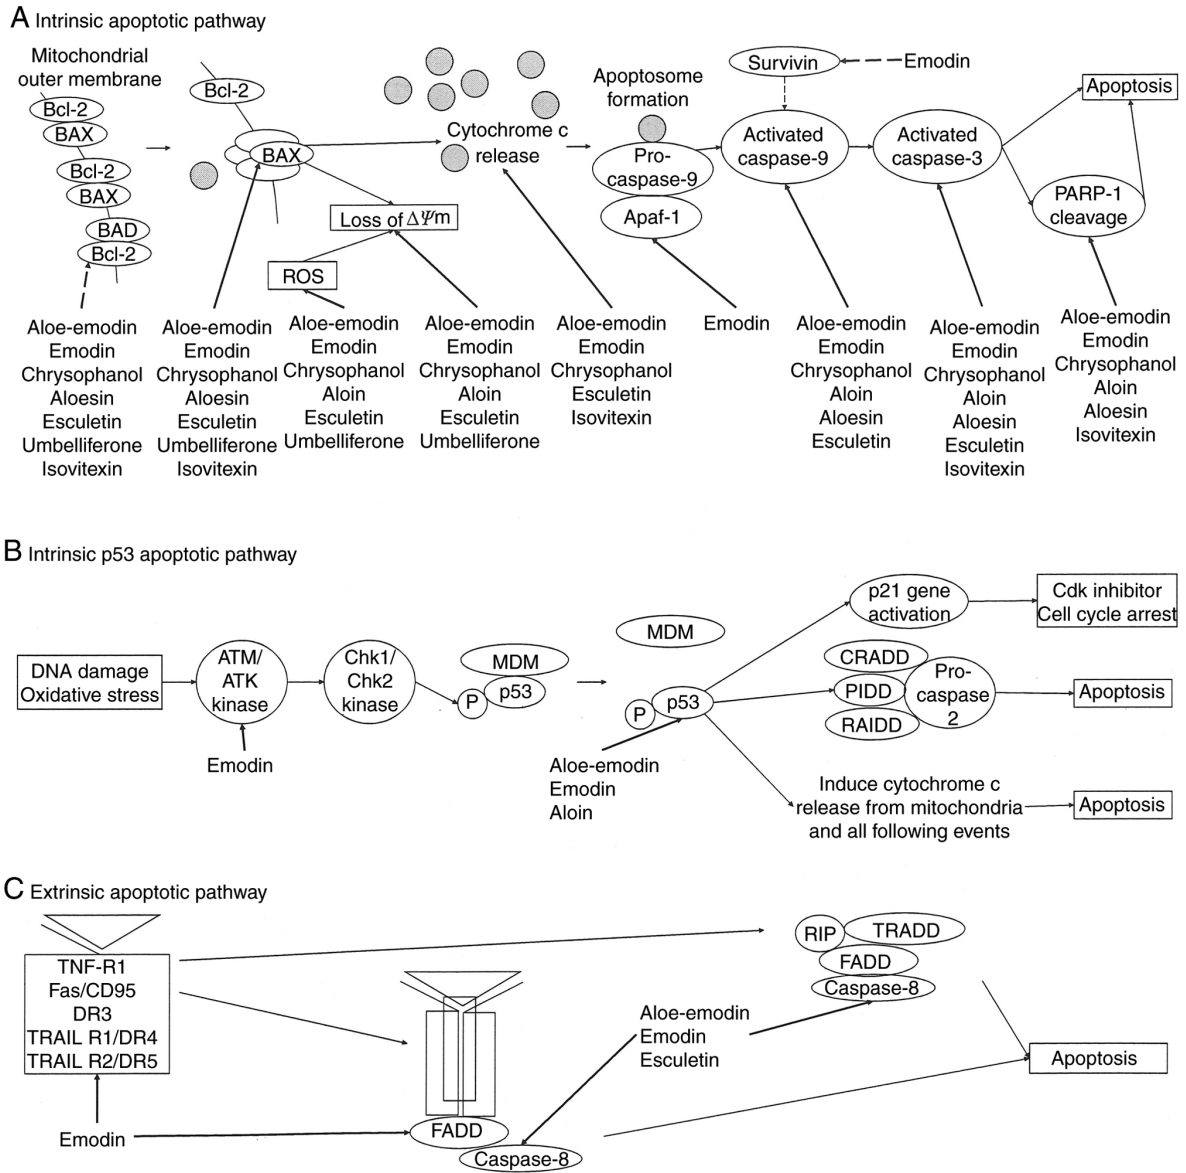 A Intrinsic apoptotic pathway
Mitochondrial
outer membrane
Bcl-2
BAX
Bcl-2
BAX
BAD
Bcl-2
Bcl-2
BAX
Cytochrome c
release
Loss of ΔΨm
ROS
Apoptosome
formation
Pro-
caspase-9
Apaf-1
Survivin
Emodin
Activated
caspase-9
Activated
caspase-3
Apoptosis
PARP-1
cleavage
Aloe-emodin
Emodin
Chrysophanol
Aloesin
Esculetin
Umbelliferone
Isovitexin
Aloe-emodin
Emodin
Chrysophanol
Aloesin
Esculetin
Umbelliferone
Isovitexin
Aloe-emodin
Emodin
Chrysophanol
Aloin
Esculetin
Umbelliferone
Aloe-emodin
Emodin
Chrysophanol
Aloin
Esculetin
Umbelliferone
Aloe-emodin
Emodin
Chrysophanol
Esculetin
Isovitexin
Emodin
Aloe-emodin
Emodin
Chrysophanol
Aloin
Aloesin
Esculetin
Aloe-emodin
Emodin
Chrysophanol
Aloin
Aloesin
Esculetin
Isovitexin
Aloe-emodin
Emodin
Chrysophanol
Aloin
Aloesin
Isovitexin
B Intrinsic p53 apoptotic pathway
DNA damage
Oxidative stress
ATM/
ATK
kinase
Emodin
Chk1/
Chk2
kinase
MDM
P
p53
MDM
P
p53
Aloe-emodin
Emodin
Aloin
p21 gene
activation
Cdk inhibitor
Cell cycle arrest
CRADD
PIDD
RAIDD
Pro-
caspase
2
Apoptosis
Induce cytochrome c
release from mitochondria
and all following events
Apoptosis
C Extrinsic apoptotic pathway
TNF-R1
Fas/CD95
DR3
TRAIL R1/DR4
TRAIL R2/DR5
Emodin
FADD
Caspase-8
Aloe-emodin
Emodin
Esculetin
RIP
TRADD
FADD
Caspase-8
Apoptosis